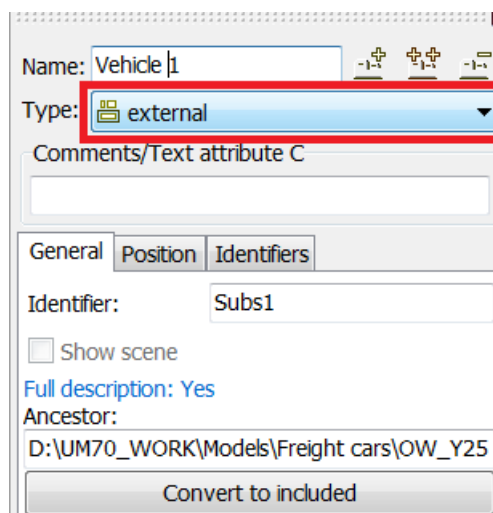 Name: Vehicle 1
Type: external
Comments/Text attribute C
General Position Identifiers
Identifier: Subs1
Show scene
Full description: Yes
Ancestor:
D:\UM70_WORK\Models\Freight cars\OW_Y25
Convert to included